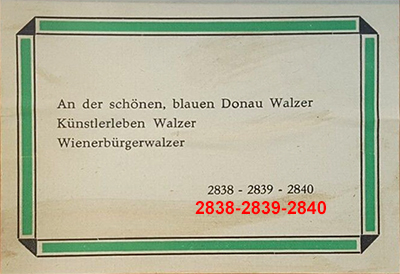 An der schönen, blauen Donau Walzer
Künstlerleben Walzer
Wienerbürgerwalzer
2838 - 2839 - 2840
2838-2839-2840